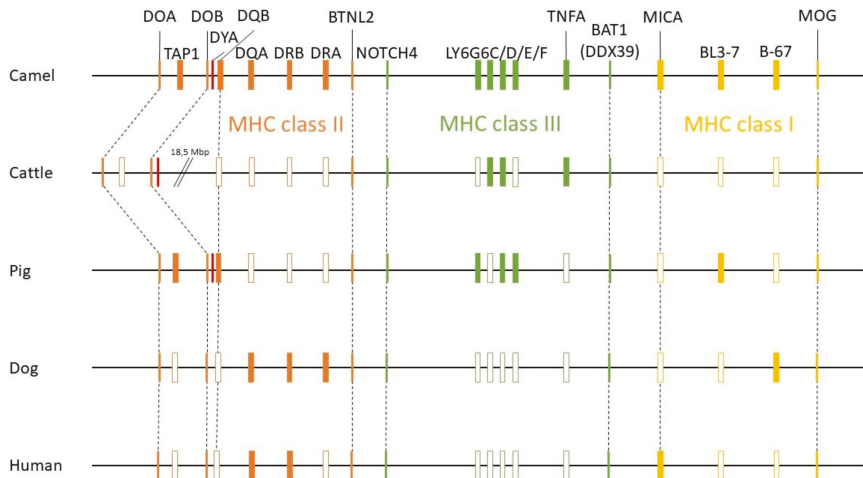 DOA DOB DQB BTNL2 TNFA BAT1 MICA MOG
TAP1 DYA DQA DRB DRA NOTCH4 LY6G6C/D/E/F (DDX39) BL3-7 B-67
Camel
MHC class II MHC class III MHC class I
18,5 Mbp
Cattle
Pig
Dog
Human